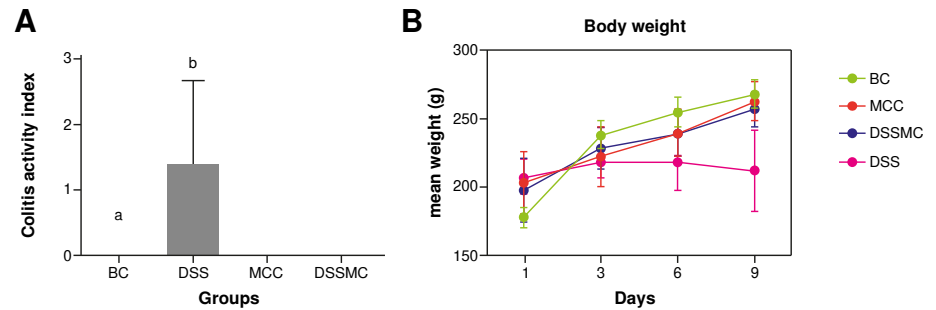 A
Colitis activity index
3
2
1
0
a
b
BC
DSS
MCC
DSSMC
Groups
B
Body weight
mean weight (g)
300
250
200
150
1
3
6
9
Days
BC
MCC
DSSMC
DSS